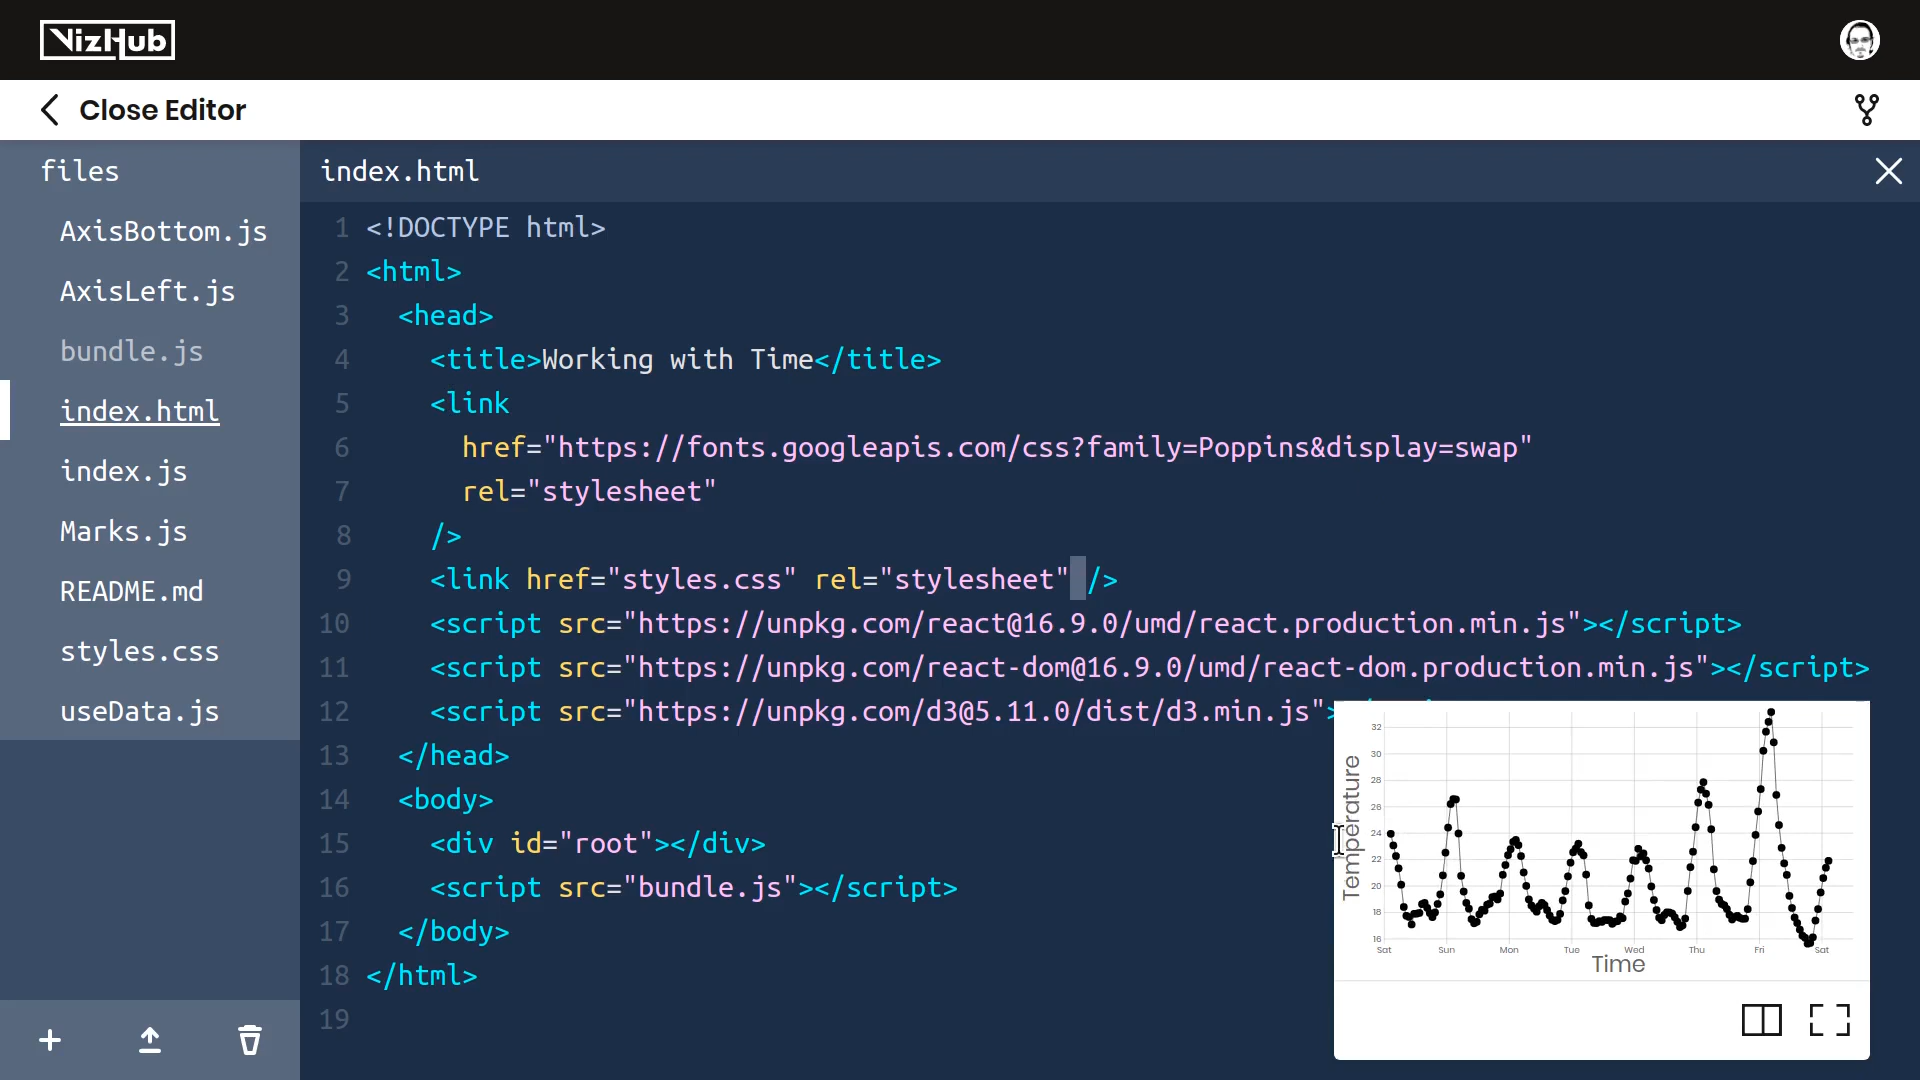 VizHub
Close Editor
files
AxisBottom.js
AxisLeft.js
bundle.js
index.html
index.js
Marks.js
README.md
styles.css
useData.js
index.html
1 <!DOCTYPE html>
2 <html>
3 <head>
4 <title>Working with Time</title>
5 <link
6 href="https://fonts.googleapis.com/css?family=Poppins&display=swap"
7 rel="stylesheet"
8 />
9 <link href="styles.css" rel="stylesheet" />
10 <script src="https://unpkg.com/react@16.9.0/umd/react.production.min.js"></script>
11 <script src="https://unpkg.com/react-dom@16.9.0/umd/react-dom.production.min.js"></script>
12 <script src="https://unpkg.com/d3@5.11.0/dist/d3.min.js">
13 </head>
14 <body>
15 <div id="root"></div>
16 <script src="bundle.js"></script>
17 </body>
18 </html>
19
Temperature
32
30
28
26
24
22
20
18
16
Sat Sun Mon Tue Wed Thu Fri Sat
Time